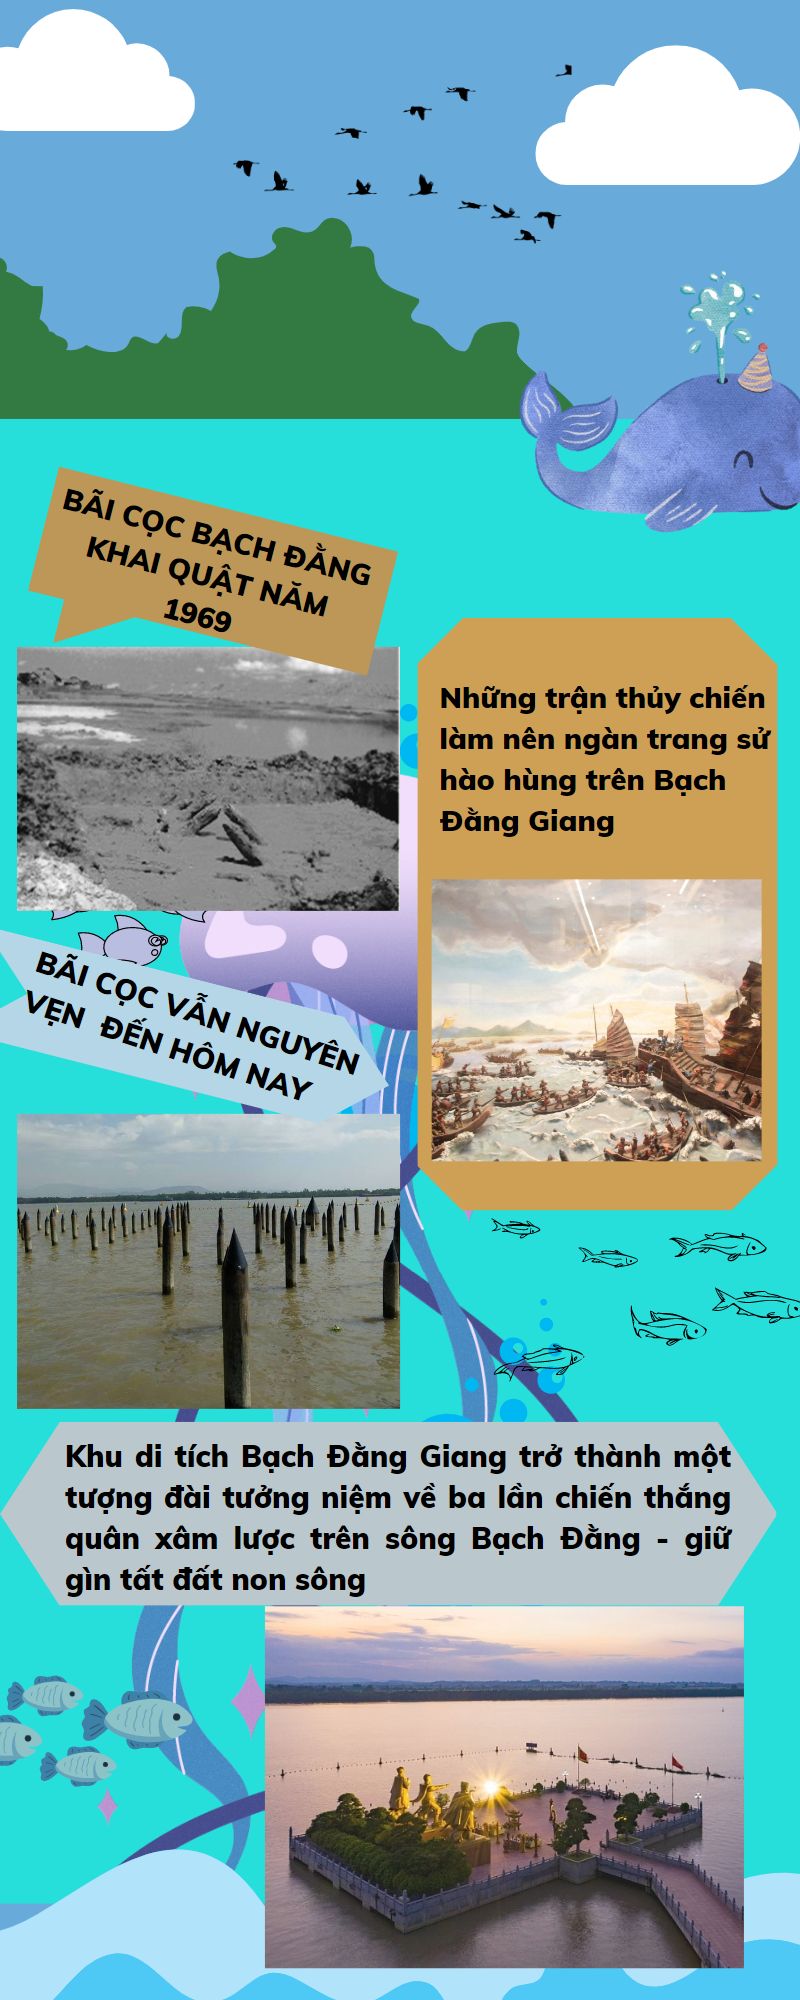 BÃI CỌC BẠCH ĐẰNG
KHAI QUẬT NĂM
1969
Những trận thủy chiến
làm nên ngàn trang sử
hào hùng trên Bạch
Đằng Giang
BÃI CỌC VẪN NGUYÊN
VẸN ĐẾN HÔM NAY
Khu di tích Bạch Đằng Giang trở thành một
tượng đài tưởng niệm về ba lần chiến thắng
quân xâm lược trên sông Bạch Đằng - giữ
gìn tất đất non sông